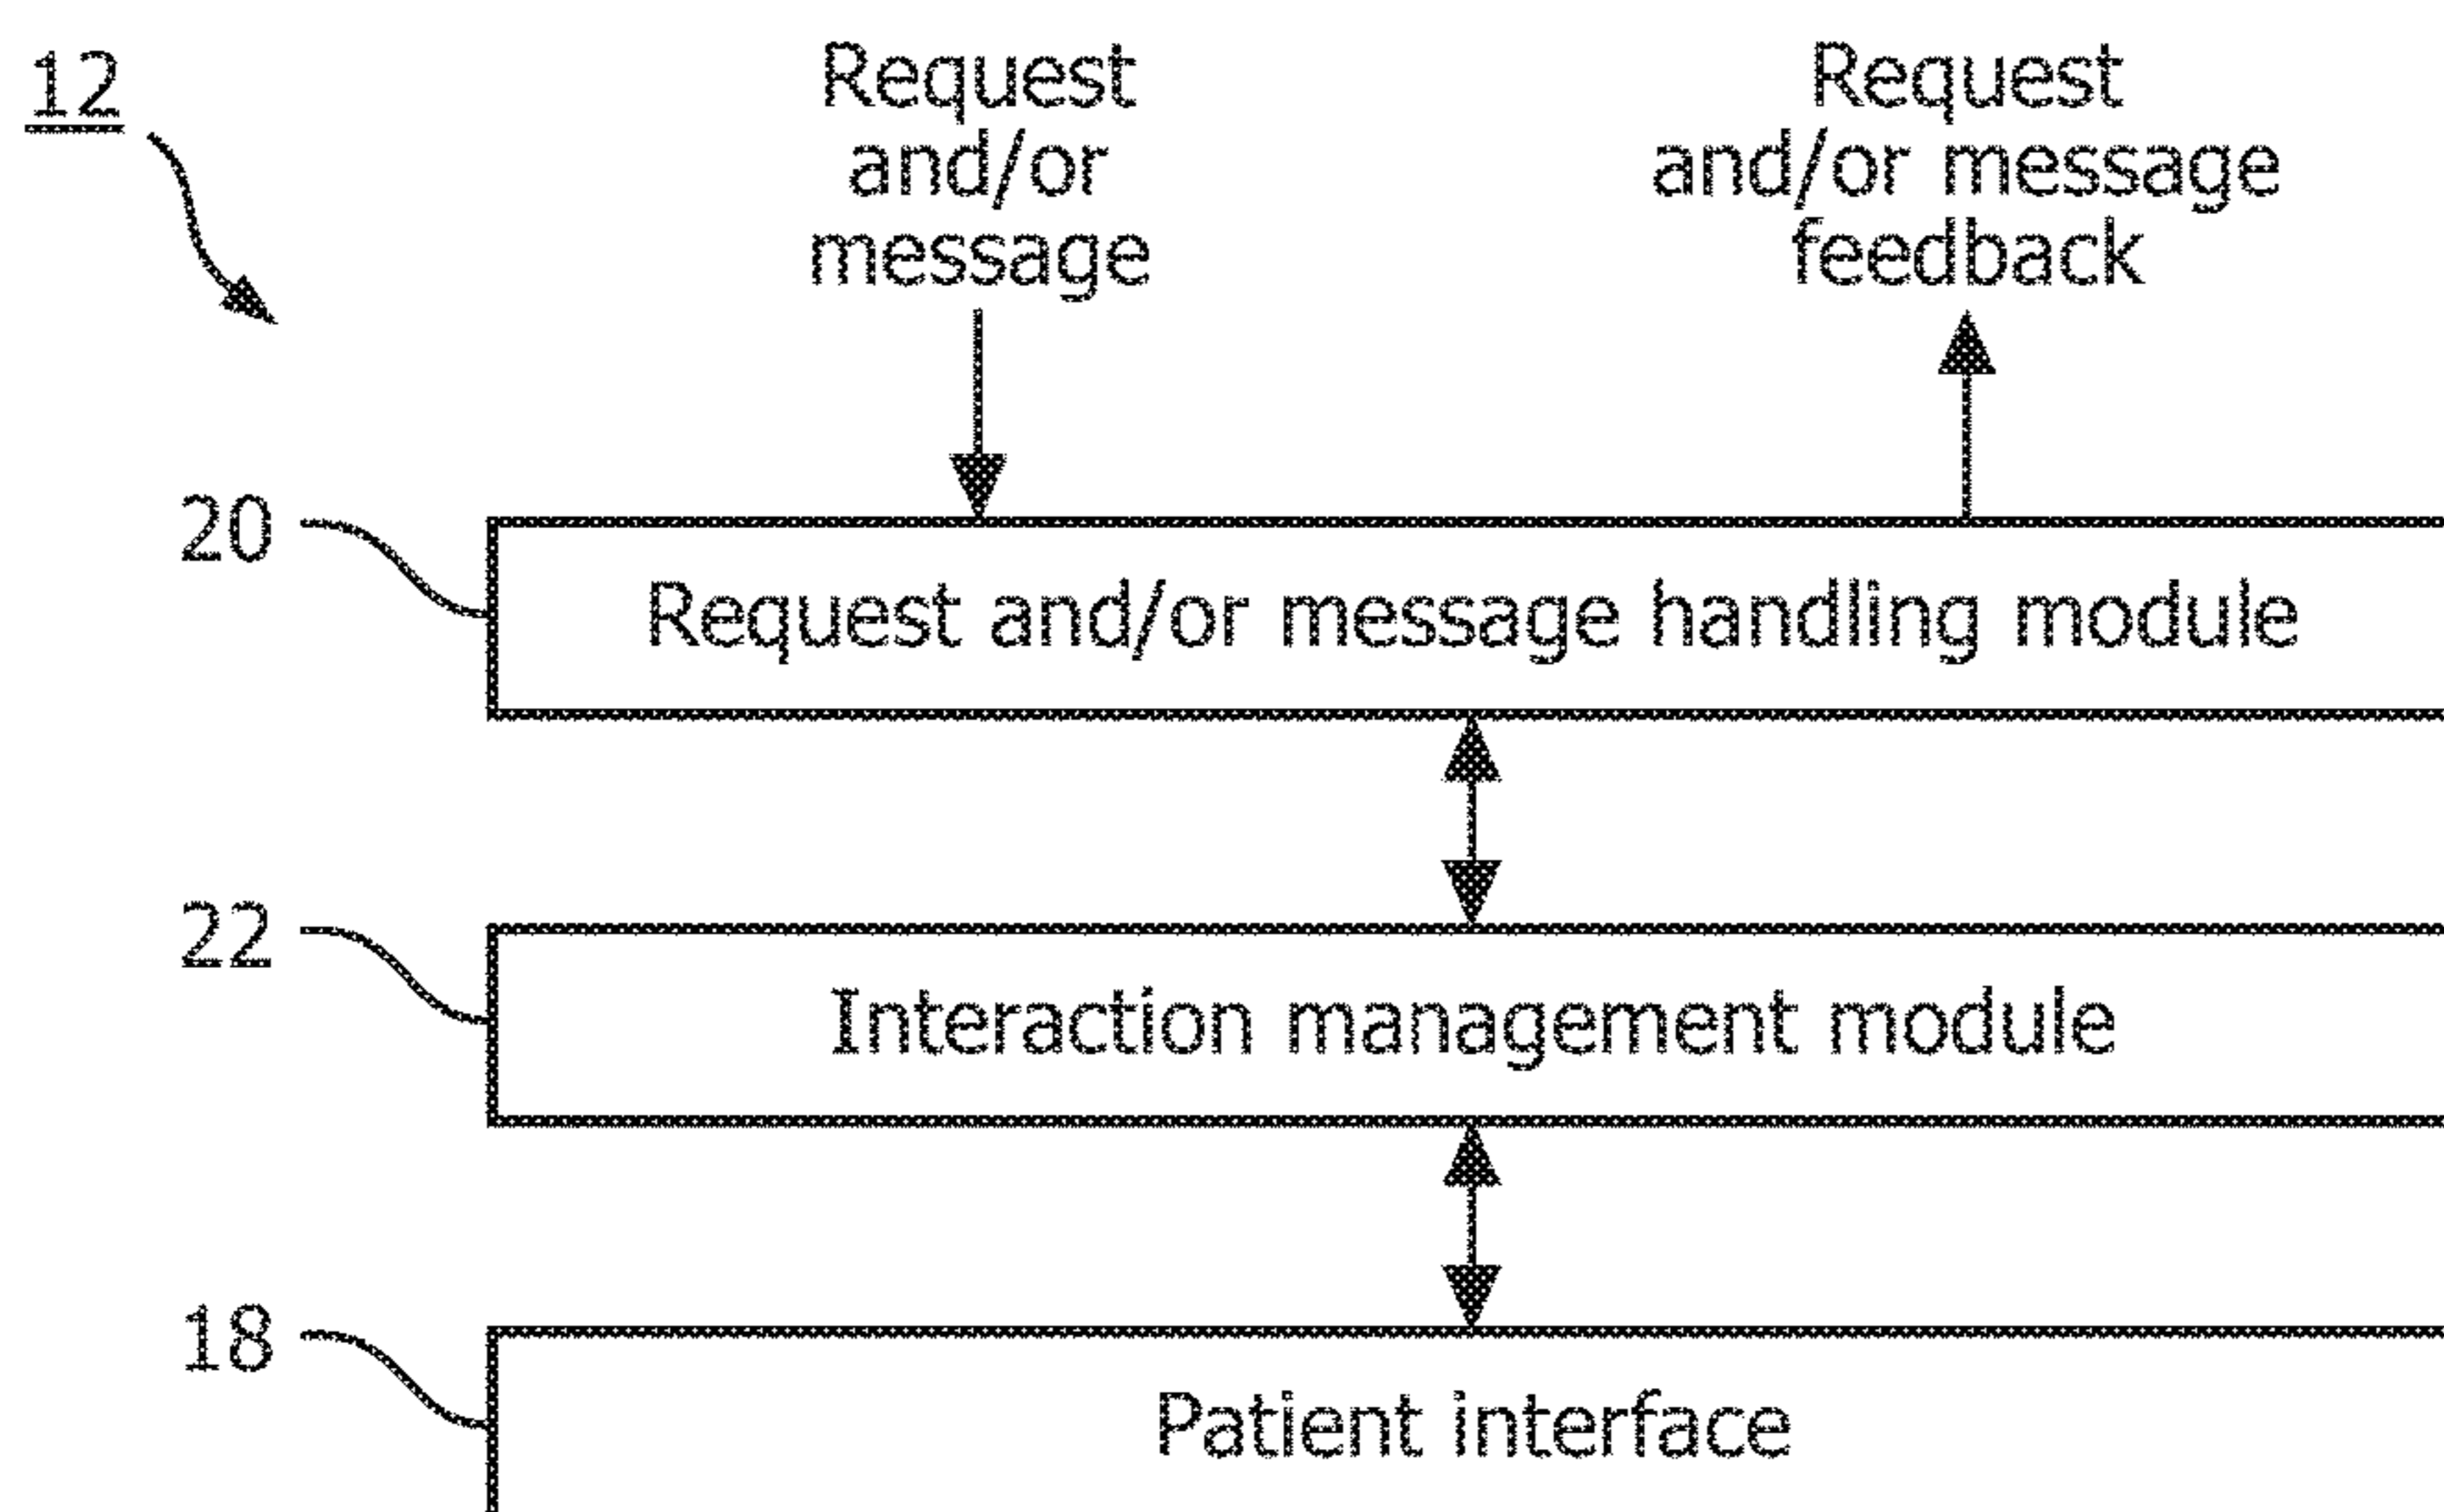 12
Request
and/or
message
Request
and/or message
feedback
20
Request and/or message handling module
22
Interaction management module
18
Patient interface